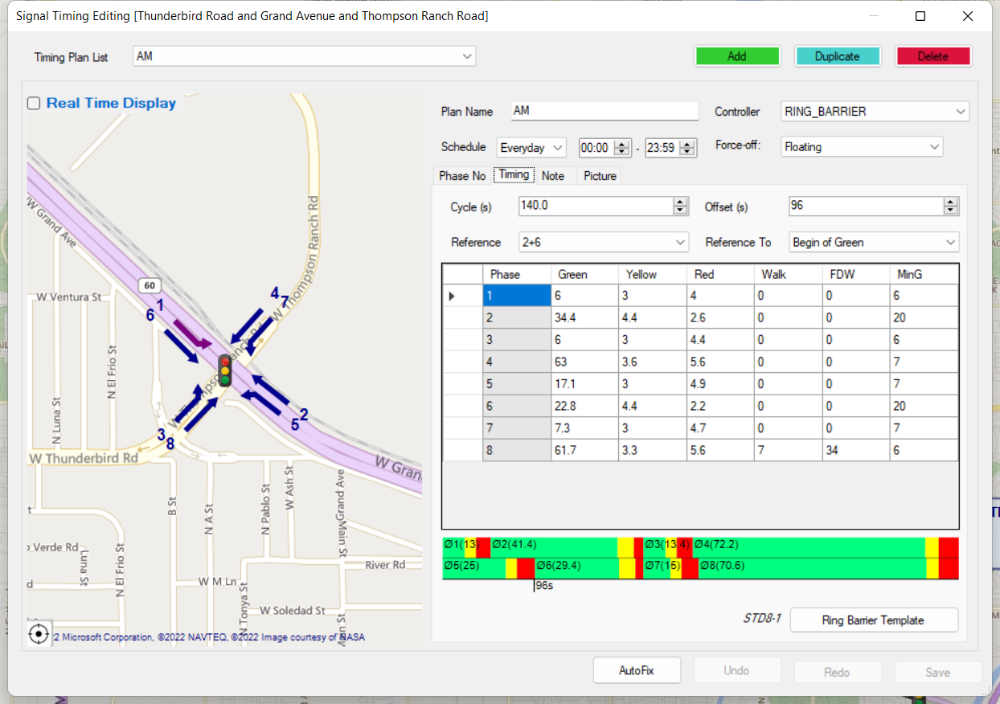 Signal Timing Editing [Thunderbird Road and Grand Avenue and Thompson Ranch Road]
Timing Plan List AM Add Duplicate Delete
Real Time Display
Plan Name AM Controller RING_BARRIER
Schedule Everyday 00:00 - 23:59 Force-off: Floating
Phase No Timing Note Picture
Cycle (s) 140.0 Offset (s) 96
Reference 2+6 Reference To Begin of Green
Phase Green Yellow Red Walk FDW MinG
1 6 3 4 0 0 6
2 34.4 4.4 2.6 0 0 20
3 6 3 4.4 0 0 6
4 63 3.6 5.6 0 0 7
5 17.1 3 4.9 0 0 7
6 22.8 4.4 2.2 0 0 20
7 7.3 3 4.7 0 0 7
8 61.7 3.3 5.6 7 34 6
Ø1(13) Ø2(41.4) Ø3(13.4) Ø4(72.2)
Ø5(25) Ø6(29.4) Ø7(15) Ø8(70.6)
96s
STD8-1 Ring Barrier Template
AutoFix Undo Redo Save
W Grand Ave
60
W Thompson Ranch Rd
W Ventura St
1
6
4
7
2
5
3
8
N El Frio St
N Luna St
W Thunderbird Rd
W Gran
B St
N A St
N Pablo St
W Ash St
Grand Ave
Main St
Verde Rd
Luna St
N El Frio St
River Rd
W M Ln
N Tonya St
W Soledad St
2 Microsoft Corporation, ©2022 NAVTEQ, ©2022 Image courtesy of NASA